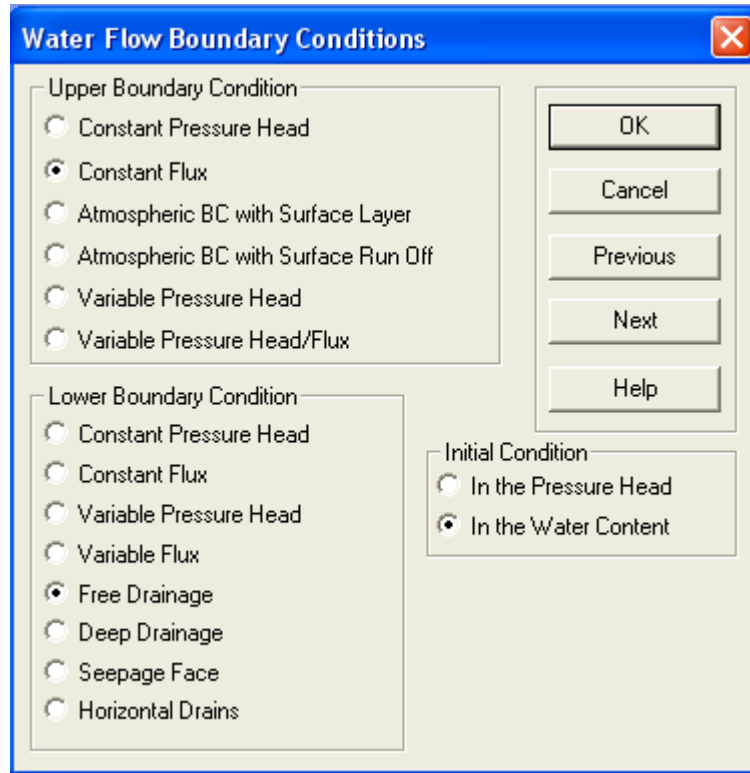 Water Flow Boundary Conditions
Upper Boundary Condition
Constant Pressure Head
Constant Flux
Atmospheric BC with Surface Layer
Atmospheric BC with Surface Run Off
Variable Pressure Head
Variable Pressure Head/Flux
Lower Boundary Condition
Constant Pressure Head
Constant Flux
Variable Pressure Head
Variable Flux
Free Drainage
Deep Drainage
Seepage Face
Horizontal Drains
OK
Cancel
Previous
Next
Help
Initial Condition
In the Pressure Head
In the Water Content